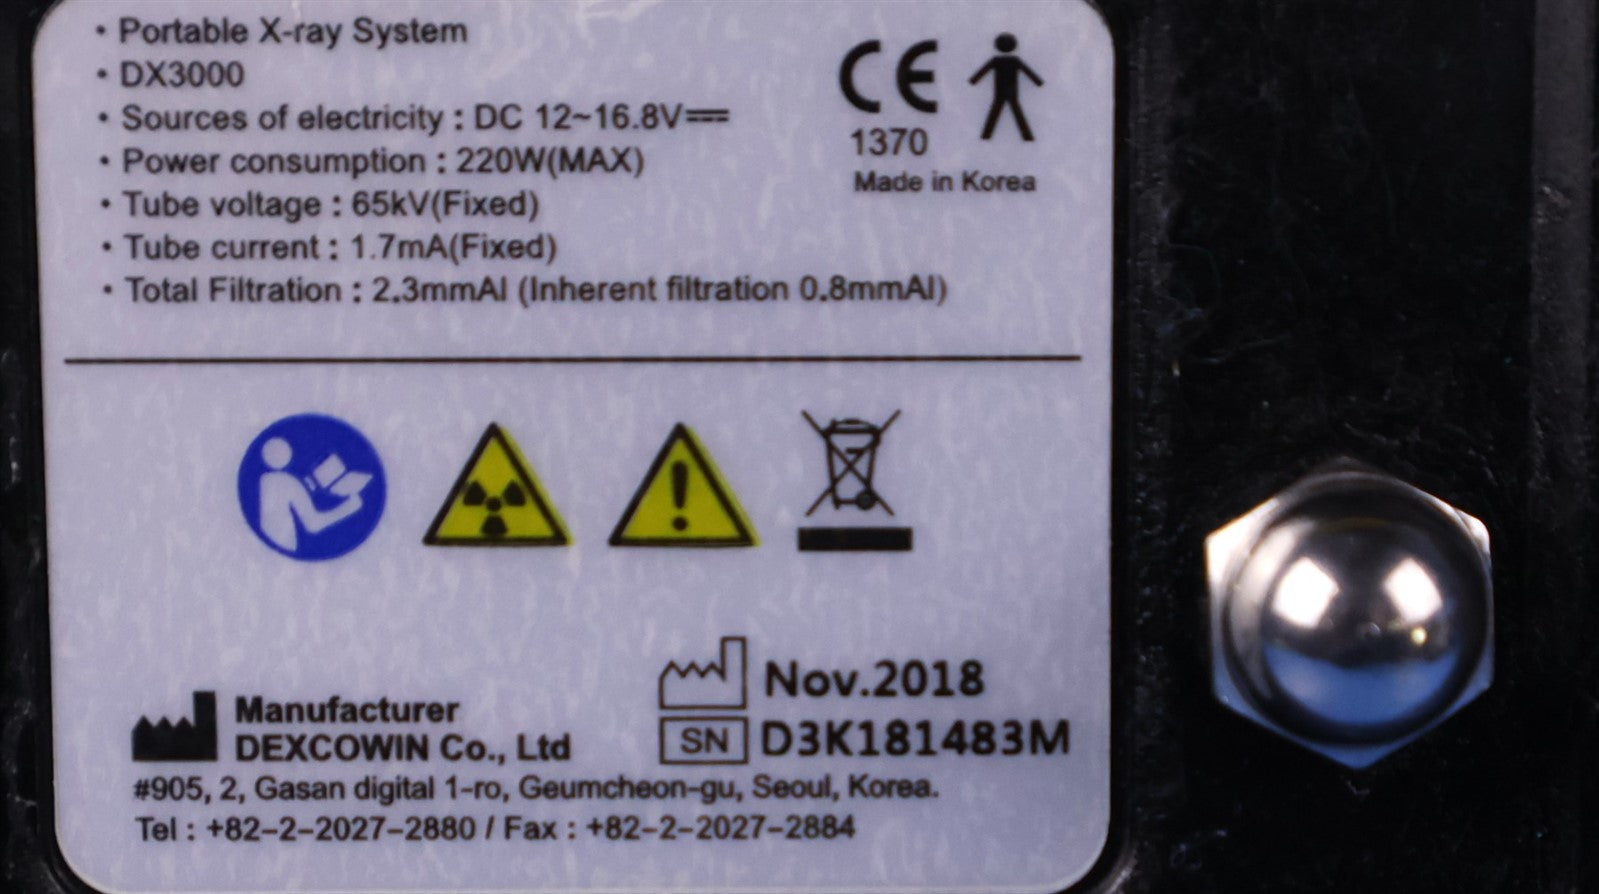 • Portable X-ray System
• DX3000
• Sources of electricity : DC 12~16.8V⎓
• Power consumption : 220W(MAX)
• Tube voltage : 65kV(Fixed)
• Tube current : 1.7mA(Fixed)
• Total Filtration : 2.3mmAl (Inherent filtration 0.8mmAl)
CE
1370
Made in Korea
Nov.2018
SN D3K181483M
Manufacturer
DEXCOWIN Co., Ltd
#905, 2, Gasan digital 1-ro, Geumcheon-gu, Seoul, Korea.
Tel : +82-2-2027-2880 / Fax : +82-2-2027-2884